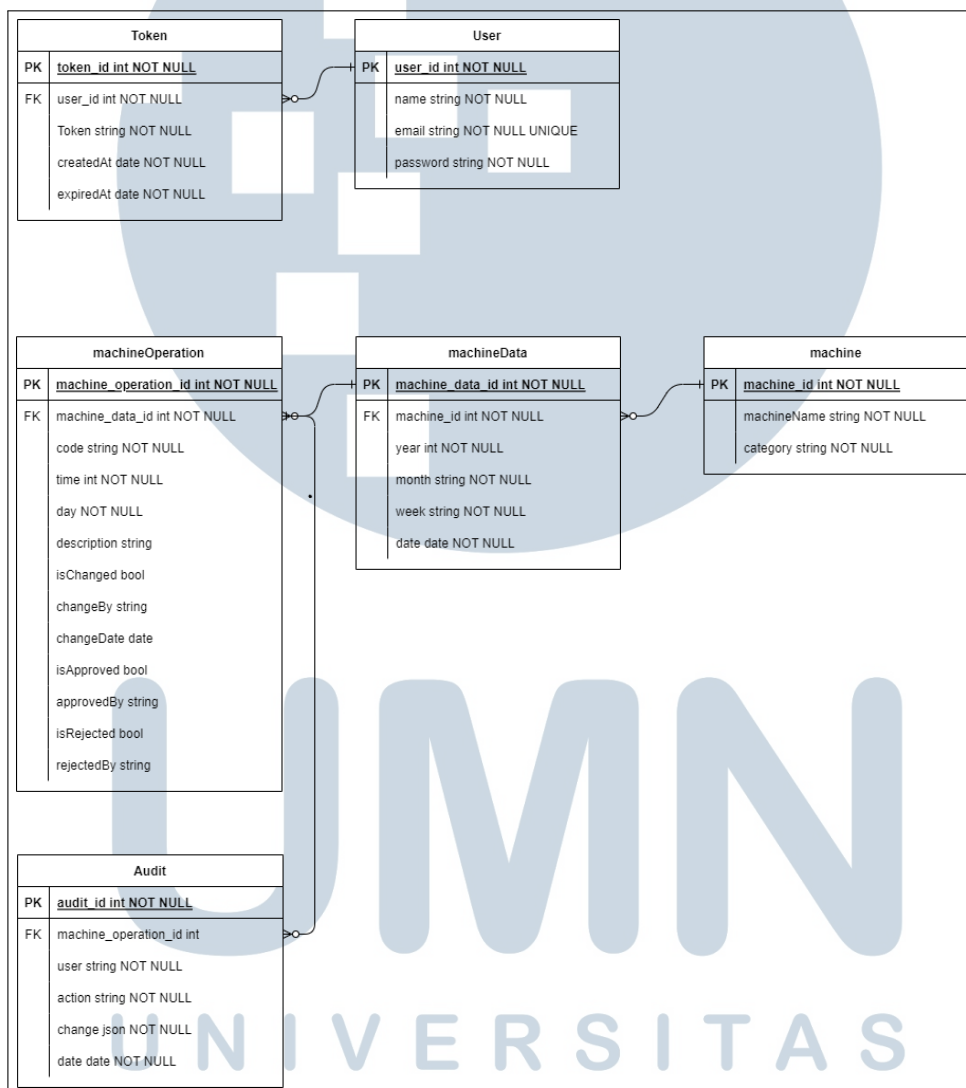 Token
PK token_id int NOT NULL
FK user_id int NOT NULL
Token string NOT NULL
createdAt date NOT NULL
expiredAt date NOT NULL
User
PK user_id int NOT NULL
name string NOT NULL
email string NOT NULL UNIQUE
password string NOT NULL
machineOperation
PK machine_operation_id int NOT NULL
FK machine_data_id int NOT NULL
code string NOT NULL
time int NOT NULL
day NOT NULL
description string
isChanged bool
changeBy string
changeDate date
isApproved bool
approvedBy string
isRejected bool
rejectedBy string
machineData
PK machine_data_id int NOT NULL
FK machine_id int NOT NULL
year int NOT NULL
month string NOT NULL
week string NOT NULL
date date NOT NULL
machine
PK machine_id int NOT NULL
machineName string NOT NULL
category string NOT NULL
Audit
PK audit_id int NOT NULL
FK machine_operation_id int
user string NOT NULL
action string NOT NULL
change json NOT NULL
date date NOT NULL
UMN
UNIVERSITAS